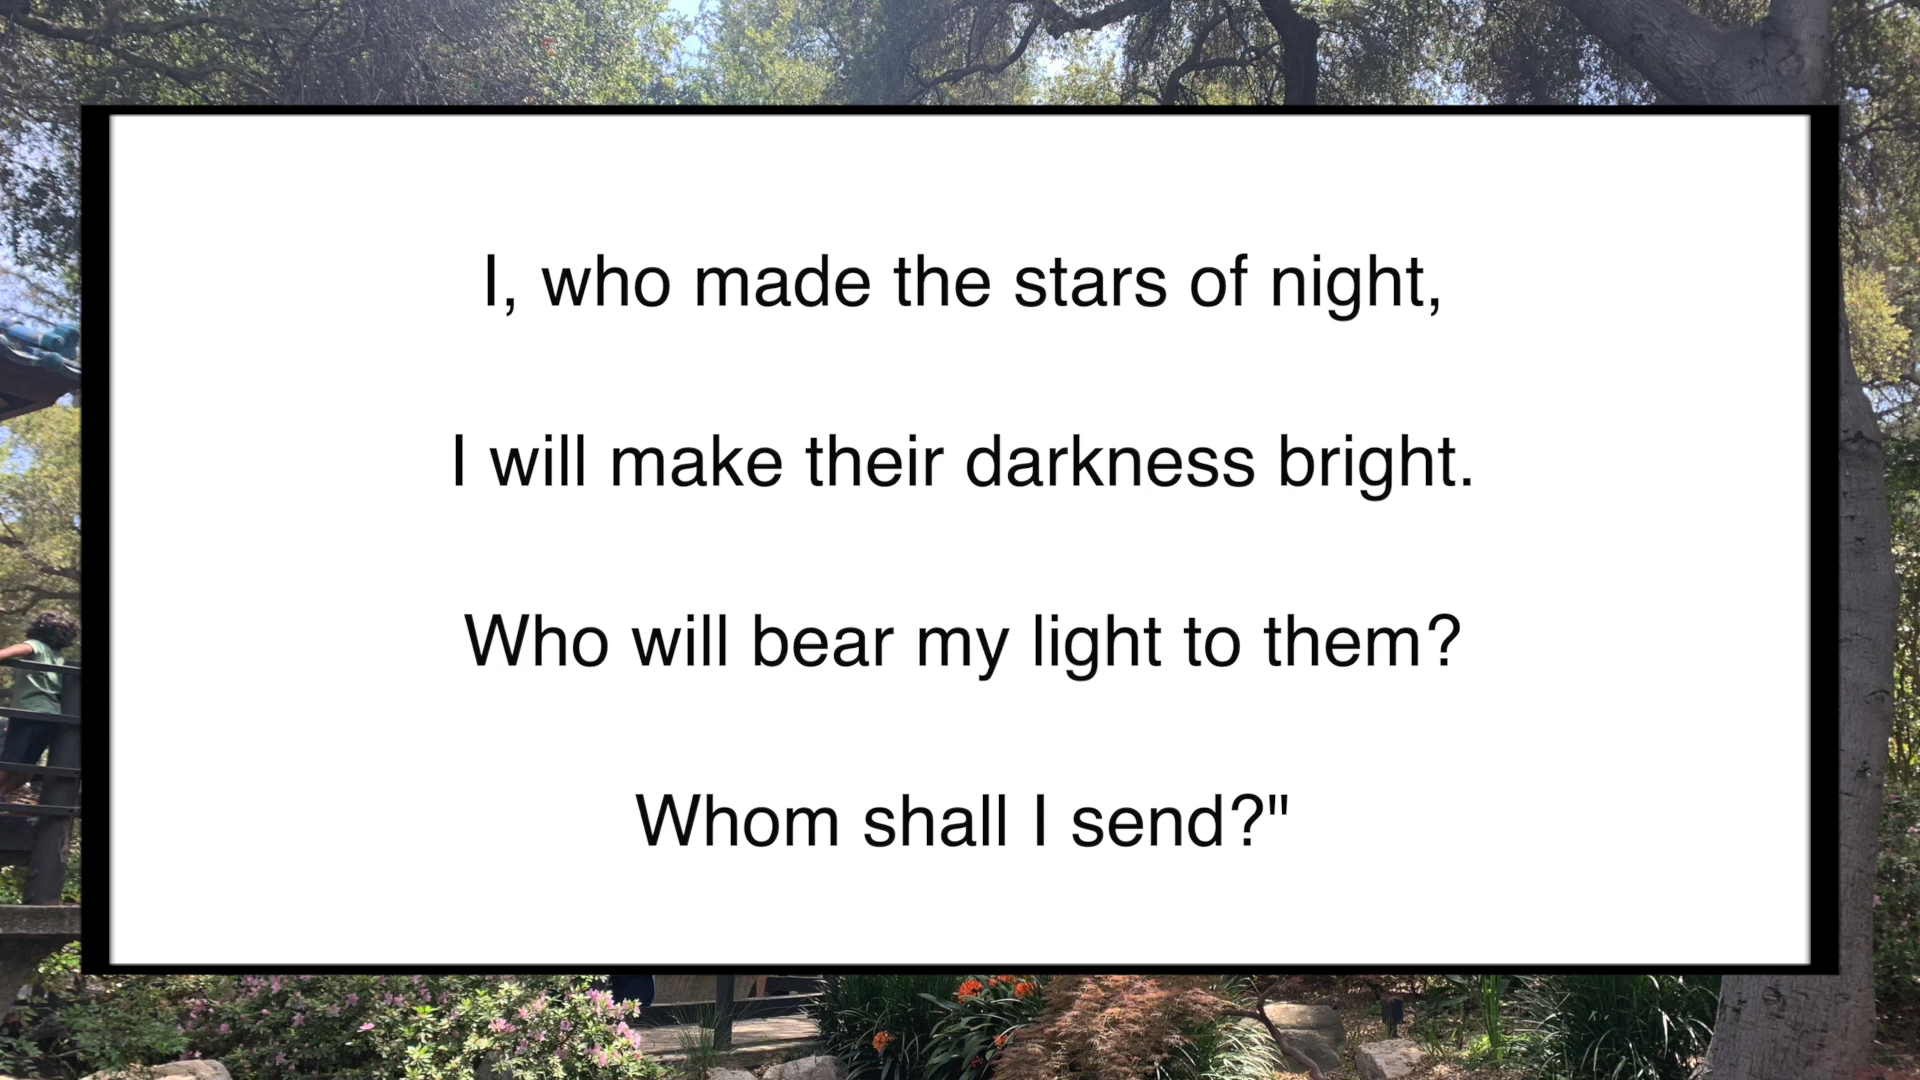 I, who made the stars of night,
I will make their darkness bright.
Who will bear my light to them?
Whom shall I send?"